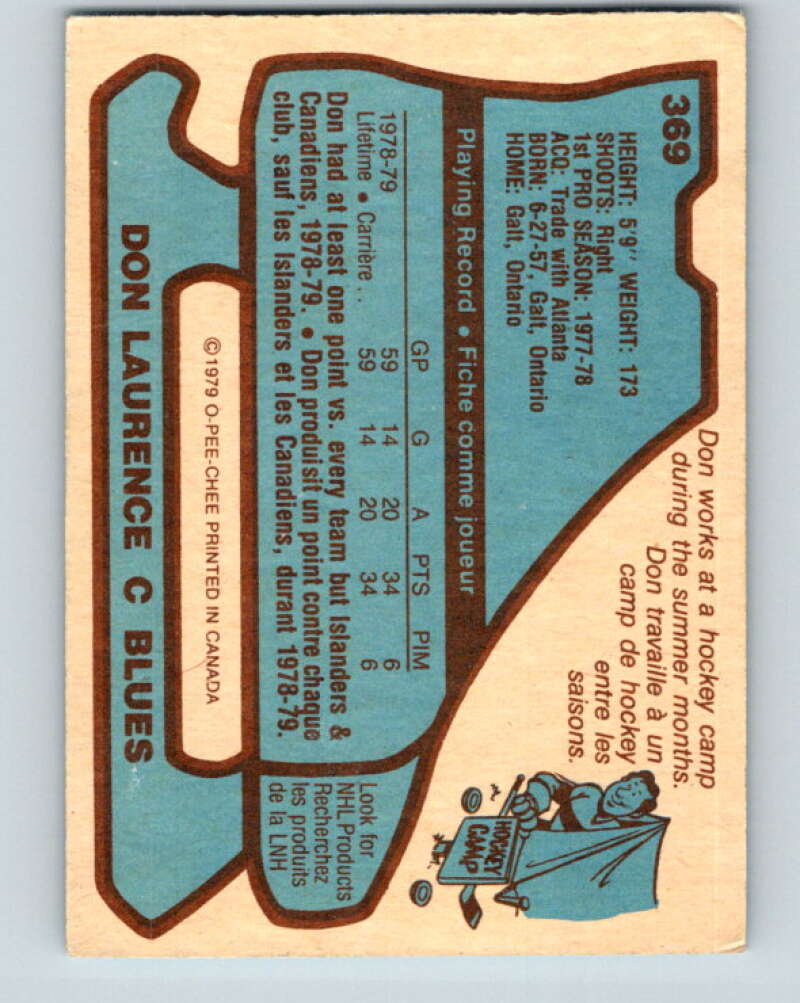 369
HEIGHT: 5'9" WEIGHT: 173
SHOOTS: Right
1st PRO SEASON: 1977-78
ACQ: Trade with Atlanta
BORN: 6-27-57, Galt, Ontario
HOME: Galt, Ontario
Don works at a hockey camp
during the summer months.
Don travaille à un
camp de hockey
entre les
saisons.
HOCKEY
CAMP
Playing Record • Fiche comme joueur
GP G A PTS PIM
1978-79 59 14 20 34 6
Lifetime • Carrière .. 59 14 20 34 6
Don had at least one point vs. every team but Islanders &
Canadiens, 1978-79. • Don produisit un point contre chaque
club, sauf les Islanders et les Canadiens, durant 1978-79.
Look for
NHL Products
Recherchez
les produits
de la LNH
©1979 O-PEE-CHEE PRINTED IN CANADA
DON LAURENCE C BLUES